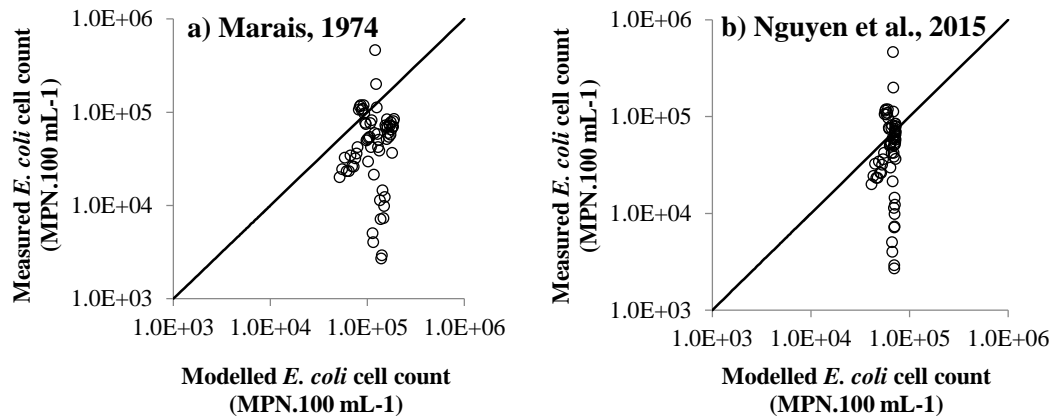 a) Marais, 1974
Measured E. coli cell count
(MPN.100 mL-1)
1.0E+06
1.0E+05
1.0E+04
1.0E+03
1.0E+03 1.0E+04 1.0E+05 1.0E+06
Modelled E. coli cell count
(MPN.100 mL-1)
b) Nguyen et al., 2015
Measured E. coli cell count
(MPN.100 mL-1)
1.0E+06
1.0E+05
1.0E+04
1.0E+03
1.0E+03 1.0E+04 1.0E+05 1.0E+06
Modelled E. coli cell count
(MPN.100 mL-1)